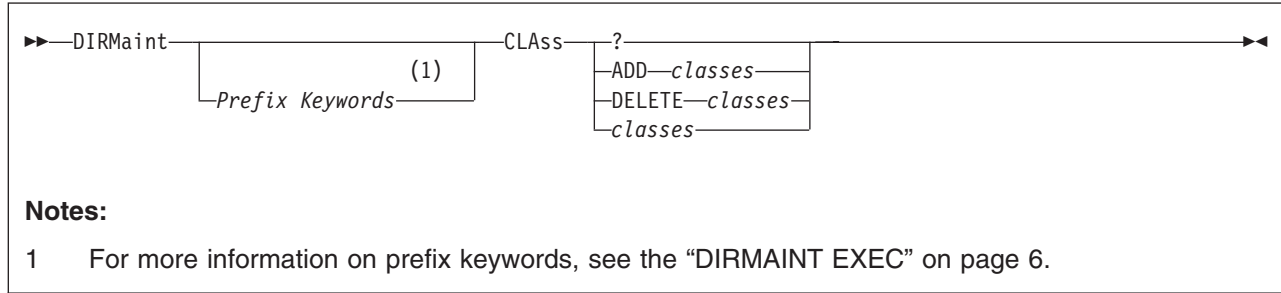 DIRMaint CLAss ?
(1) ADD classes
Prefix Keywords DELETE classes
classes
Notes:
1 For more information on prefix keywords, see the “DIRMAINT EXEC” on page 6.